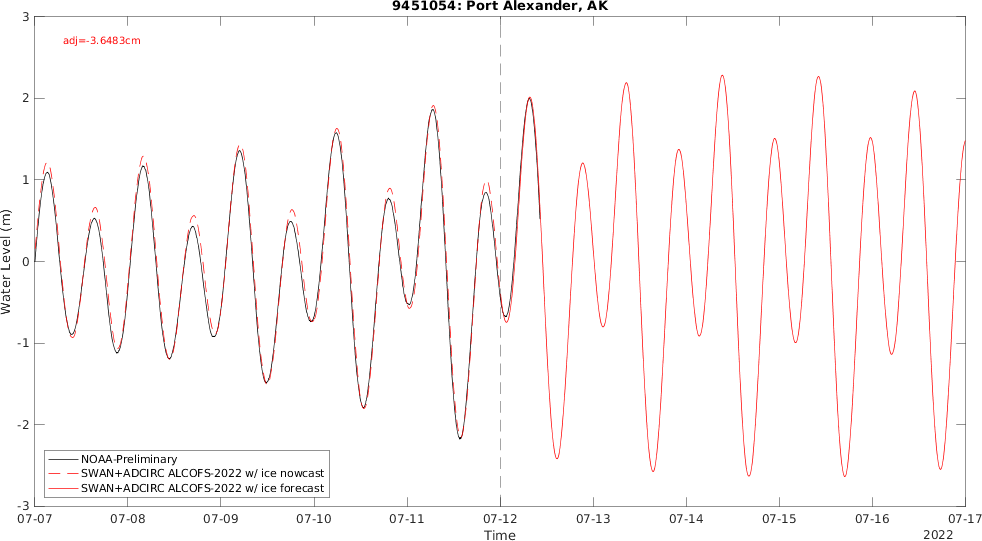 9451054: Port Alexander, AK
adj=-3.6483cm
3
2
1
0
-1
-2
-3
Water Level (m)
NOAA-Preliminary
SWAN+ADCIRC ALCOFS-2022 w/ ice nowcast
SWAN+ADCIRC ALCOFS-2022 w/ ice forecast
07-07 07-08 07-09 07-10 07-11 07-12 07-13 07-14 07-15 07-16 07-17
Time
2022